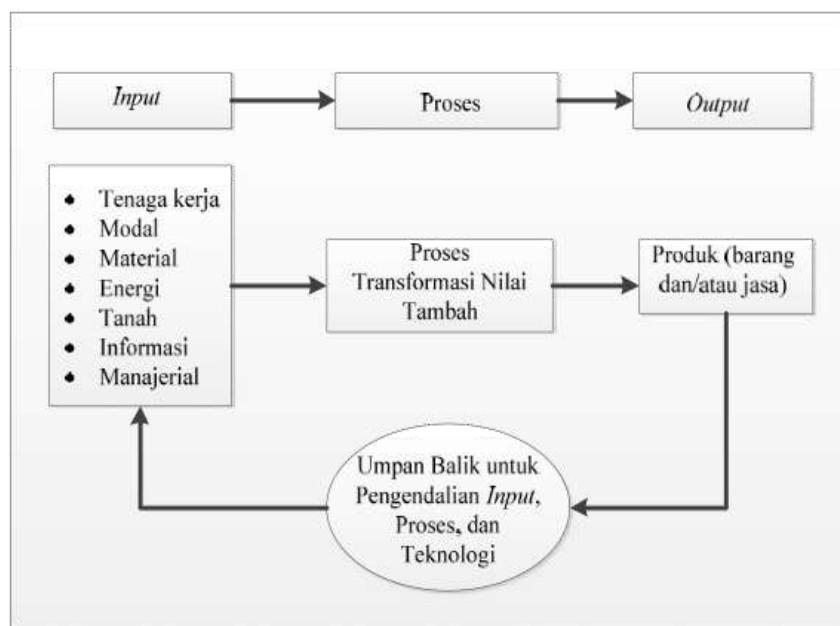 Input
Proses
Output
Tenaga kerja
Modal
Material
Energi
Tanah
Informasi
Manajerial
Proses
Transformasi Nilai
Tambah
Produk (barang
dan/atau jasa)
Umpan Balik untuk
Pengendalian Input,
Proses, dan
Teknologi